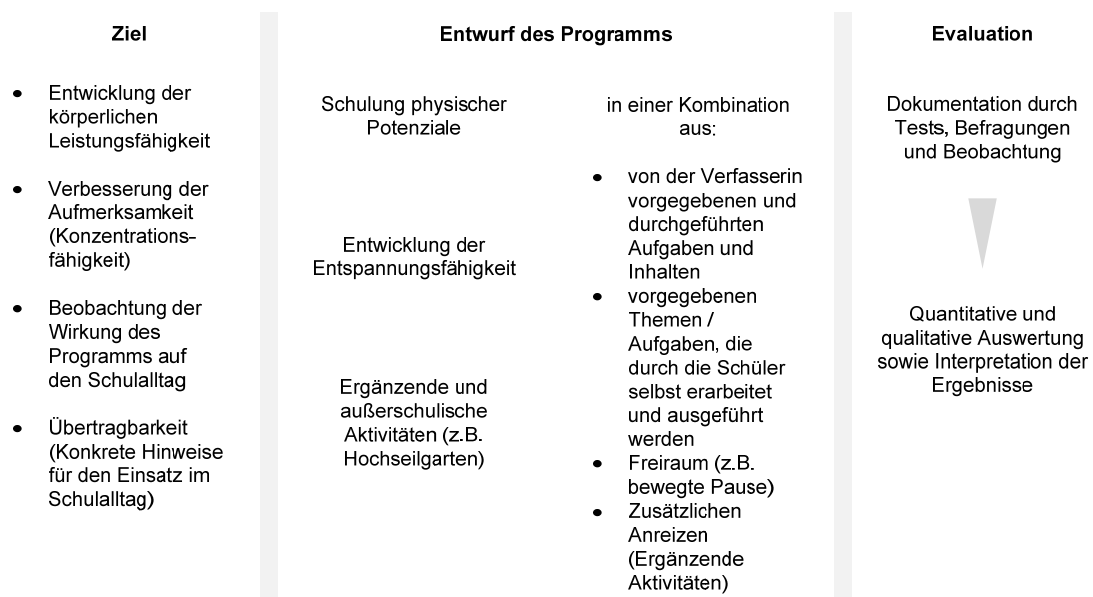 Ziel
• Entwicklung der
körperlichen
Leistungsfähigkeit
• Verbesserung der
Aufmerksamkeit
(Konzentrations-
fähigkeit)
• Beobachtung der
Wirkung des
Programms auf
den Schulalltag
• Übertragbarkeit
(Konkrete Hinweise
für den Einsatz im
Schulalltag)
Entwurf des Programms
Schulung physischer
Potenziale
Entwicklung der
Entspannungsfähigkeit
Ergänzende und
außerschulische
Aktivitäten (z.B.
Hochseilgarten)
in einer Kombination
aus:
• von der Verfasserin
vorgegebenen und
durchgeführten
Aufgaben und
Inhalten
• vorgegebenen
Themen /
Aufgaben, die
durch die Schüler
selbst erarbeitet
und ausgeführt
werden
• Freiraum (z.B.
bewegte Pause)
• Zusätzlichen
Anreizen
(Ergänzende
Aktivitäten)
Evaluation
Dokumentation durch
Tests, Befragungen
und Beobachtung
Quantitative und
qualitative Auswertung
sowie Interpretation der
Ergebnisse